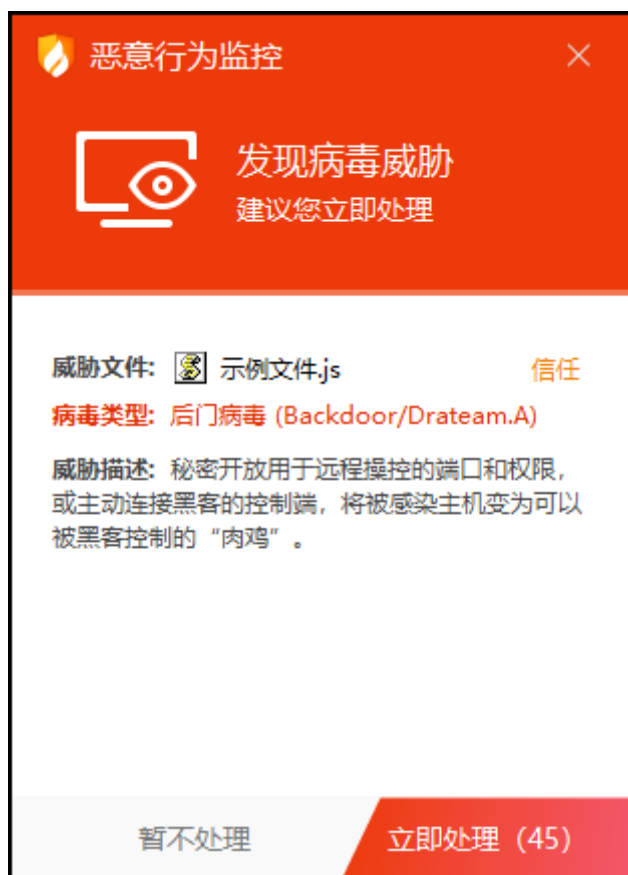 恶意行为监控
发现病毒威胁
建议您立即处理
威胁文件: 示例文件.js 信任
病毒类型: 后门病毒 (Backdoor/Drateam.A)
威胁描述: 秘密开放用于远程操控的端口和权限,
或主动连接黑客的控制端, 将被感染主机变为可以
被黑客控制的“肉鸡”。
暂不处理 立即处理(45)